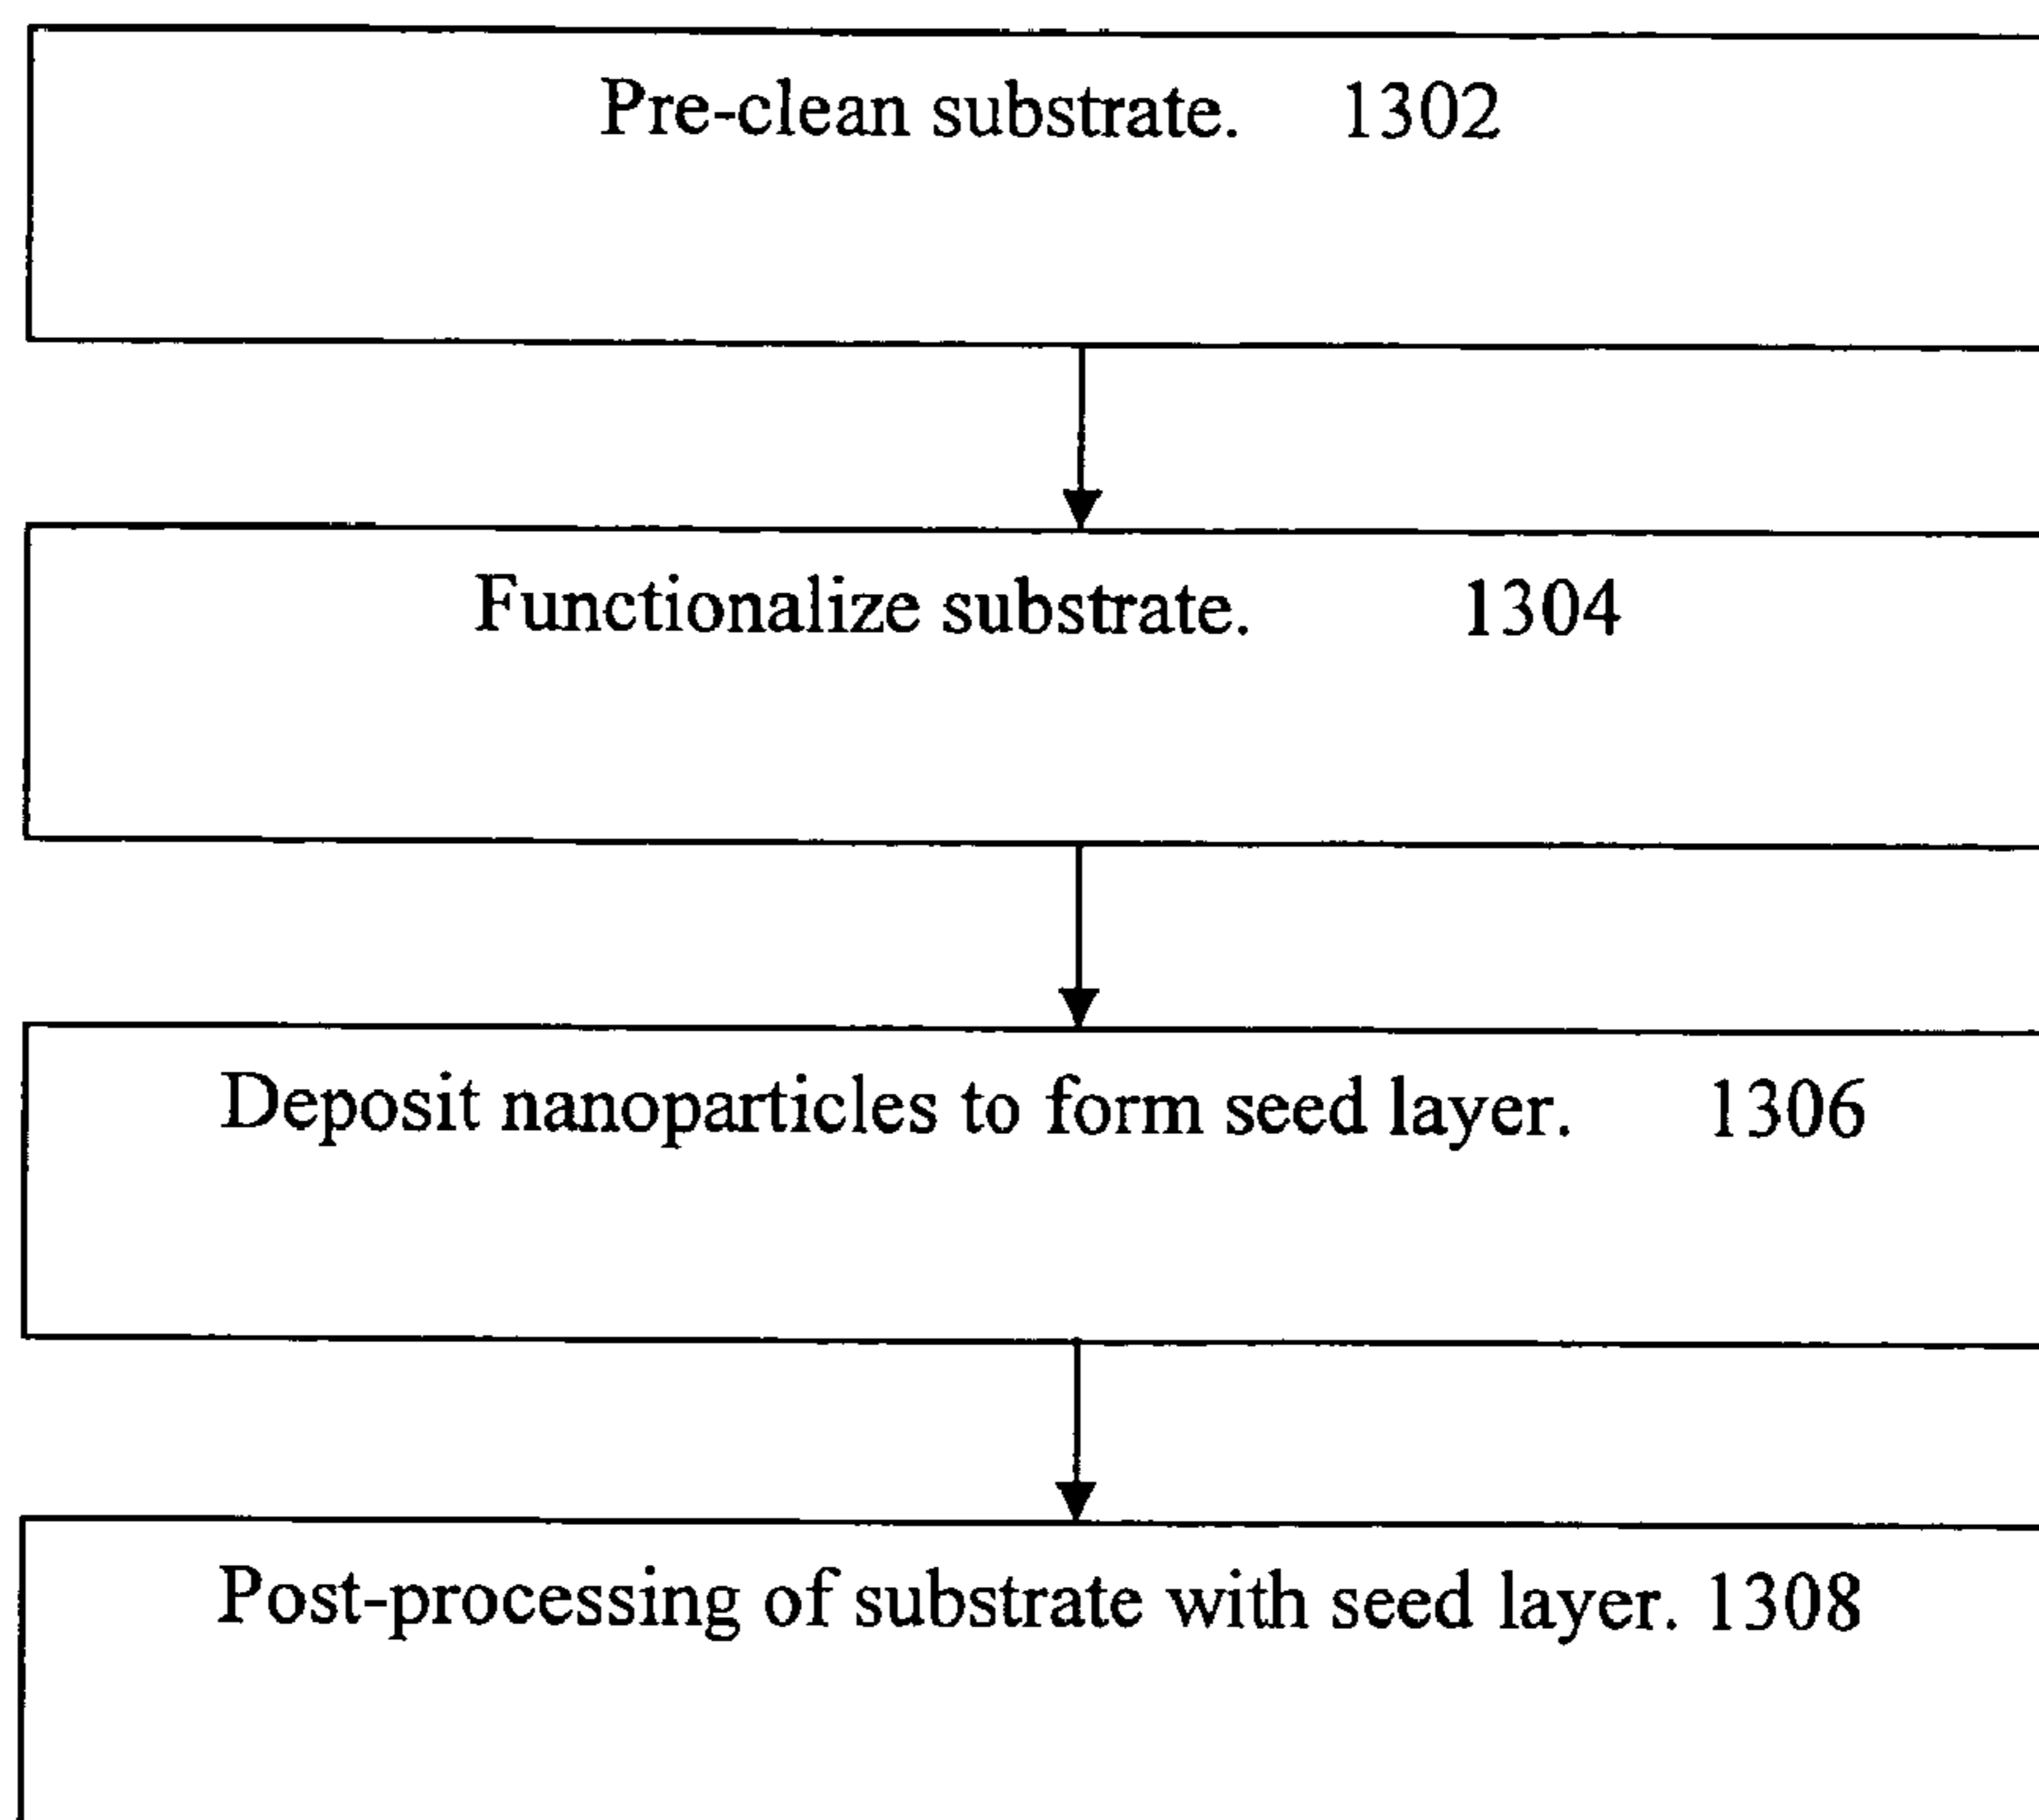 Pre-clean substrate. 1302
Functionalize substrate. 1304
Deposit nanoparticles to form seed layer. 1306
Post-processing of substrate with seed layer. 1308